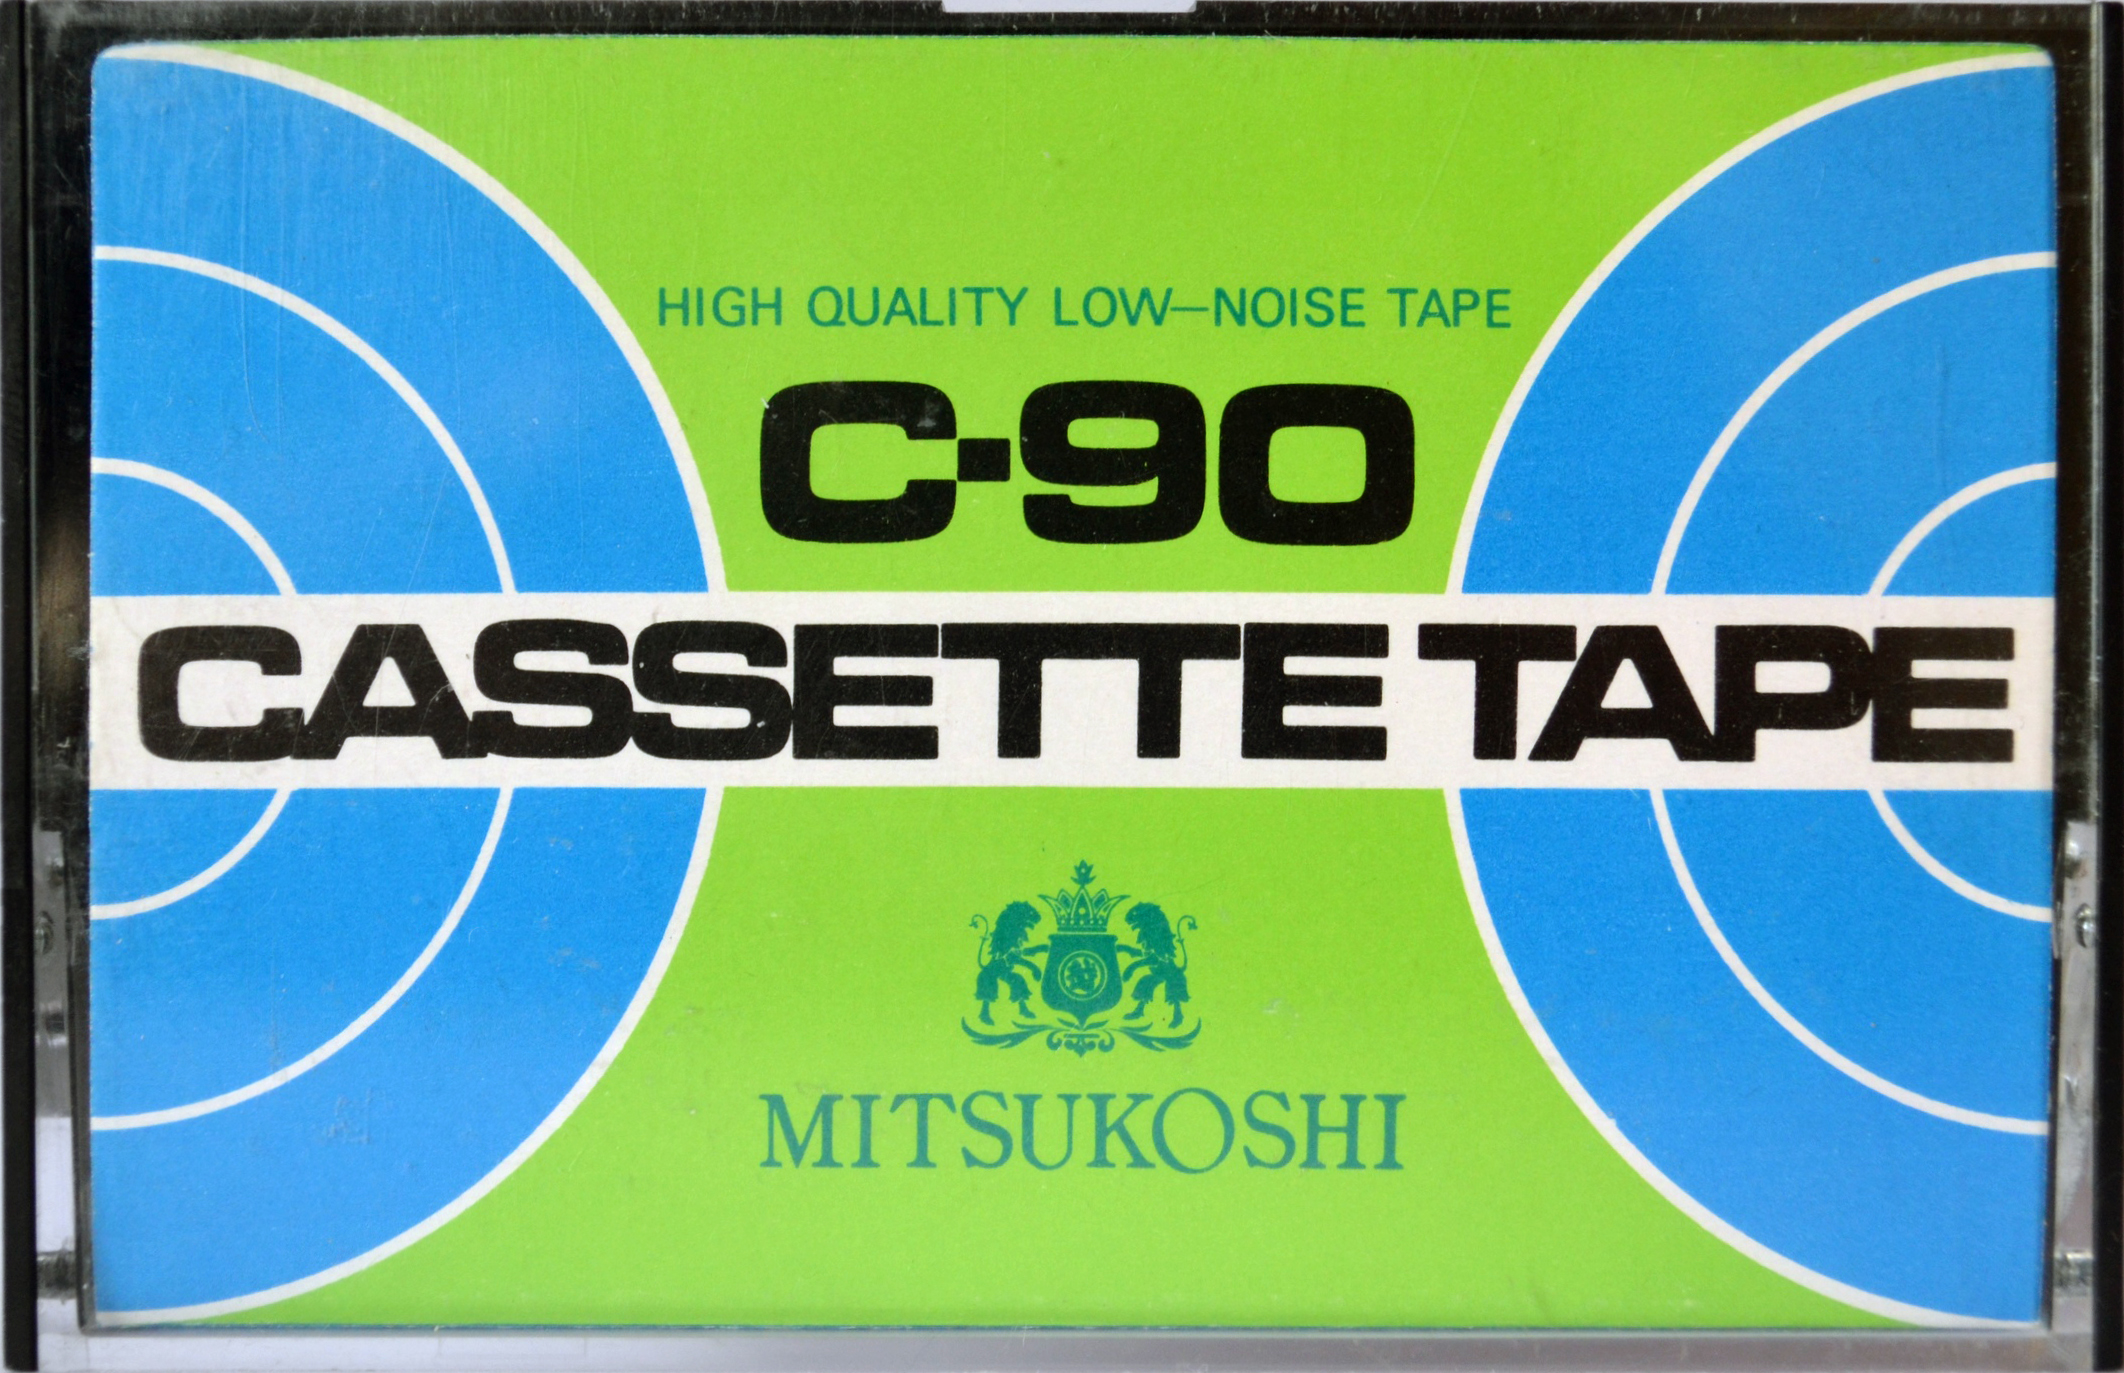 HIGH QUALITY LOW—NOISE TAPE
C-90
CASSETTE TAPE
MITSUKOSHI